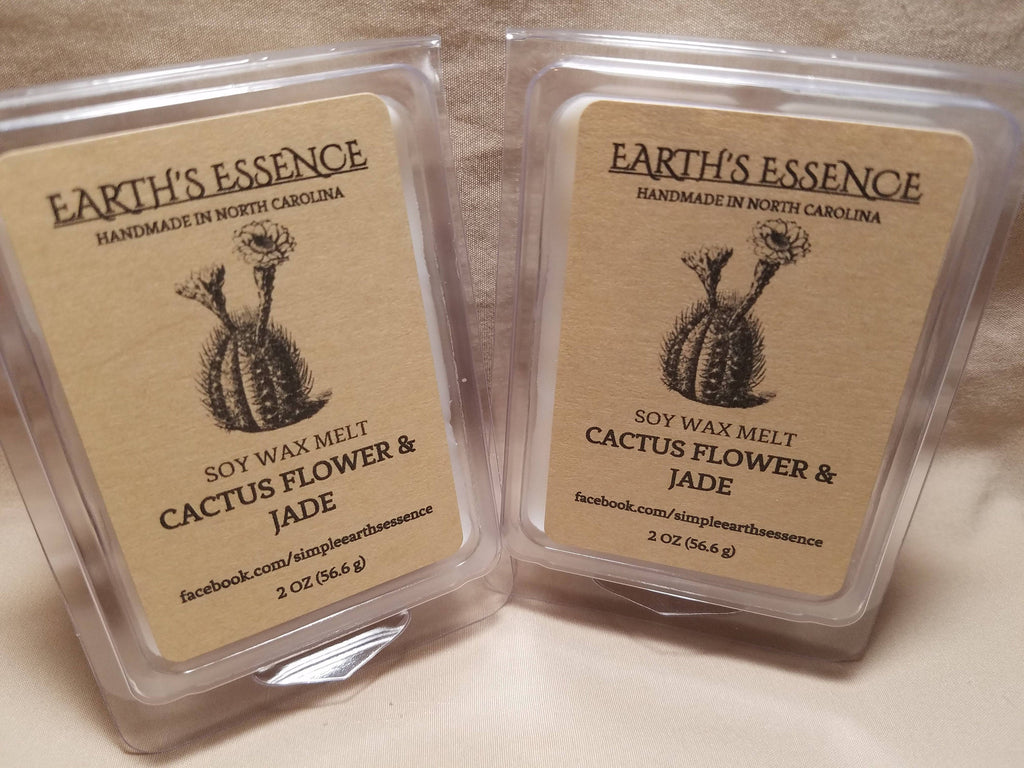 EARTH'S ESSENCE
HANDMADE IN NORTH CAROLINA
SOY WAX MELT
CACTUS FLOWER &
JADE
facebook.com/simpleearthsessence
2 OZ (56.6 g)
EARTH'S ESSENCE
HANDMADE IN NORTH CAROLINA
SOY WAX MELT
CACTUS FLOWER &
JADE
facebook.com/simpleearthsessence
2 OZ (56.6 g)